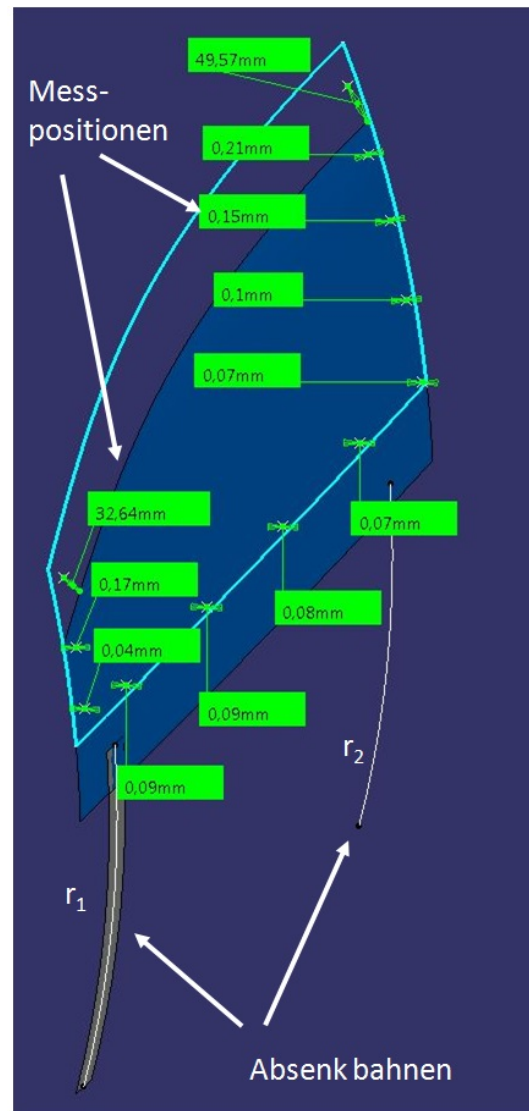 49,57mm
Mess-
positionen
0,21mm
0,15mm
0,1mm
0,07mm
32,64mm
0,07mm
0,17mm
0,08mm
0,04mm
0,09mm
r₂
0,09mm
r₁
Absenk bahnen